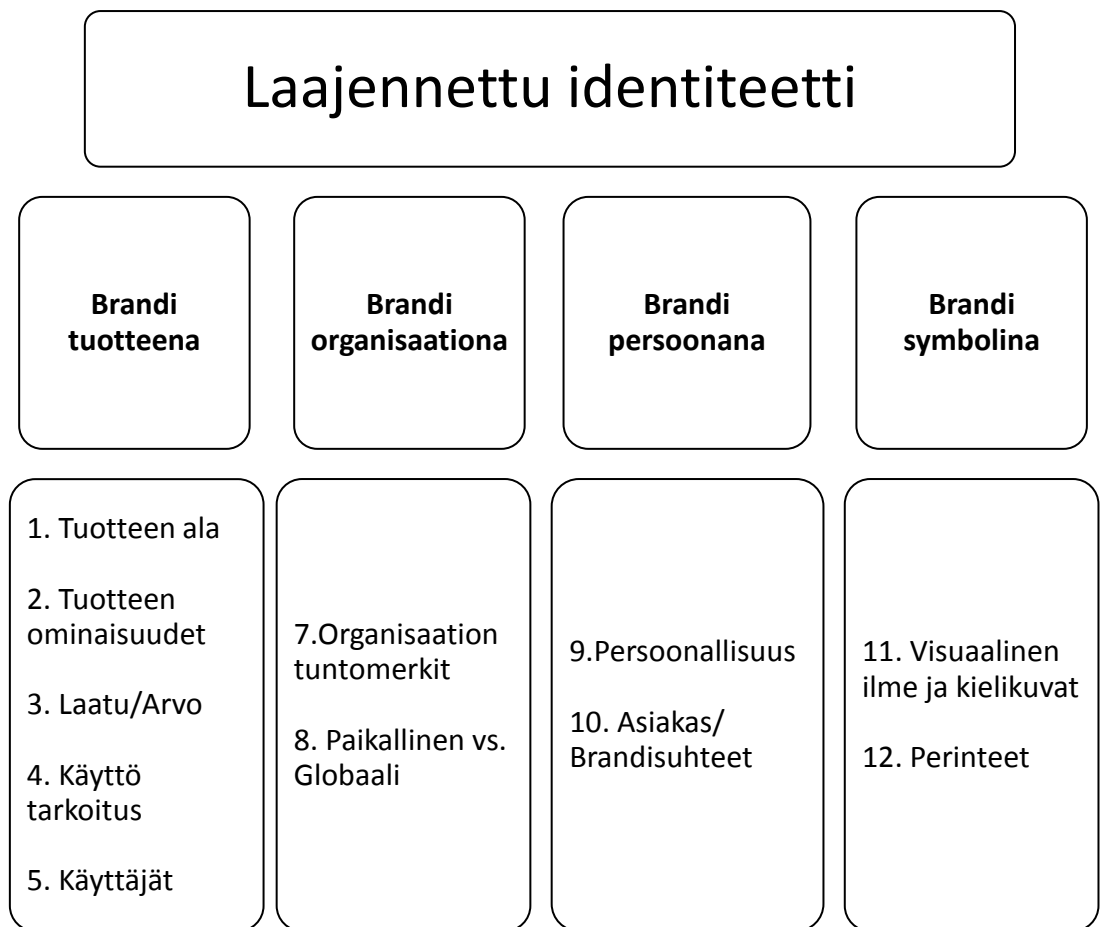 Laajennettu identiteetti
Brandi
tuotteena
Brandi
organisaationa
Brandi
persoonana
Brandi
symbolina
1. Tuotteen ala
2. Tuotteen
ominaisuudet
3. Laatu/Arvo
4. Käyttö
tarkoitus
5. Käyttäjät
7.Organisaation
tuntomerkit
8. Paikallinen vs.
Globaali
9.Persoonallisuus
10. Asiakas/
Brandisuhteet
11. Visuaalinen
ilme ja kielikuvat
12. Perinteet